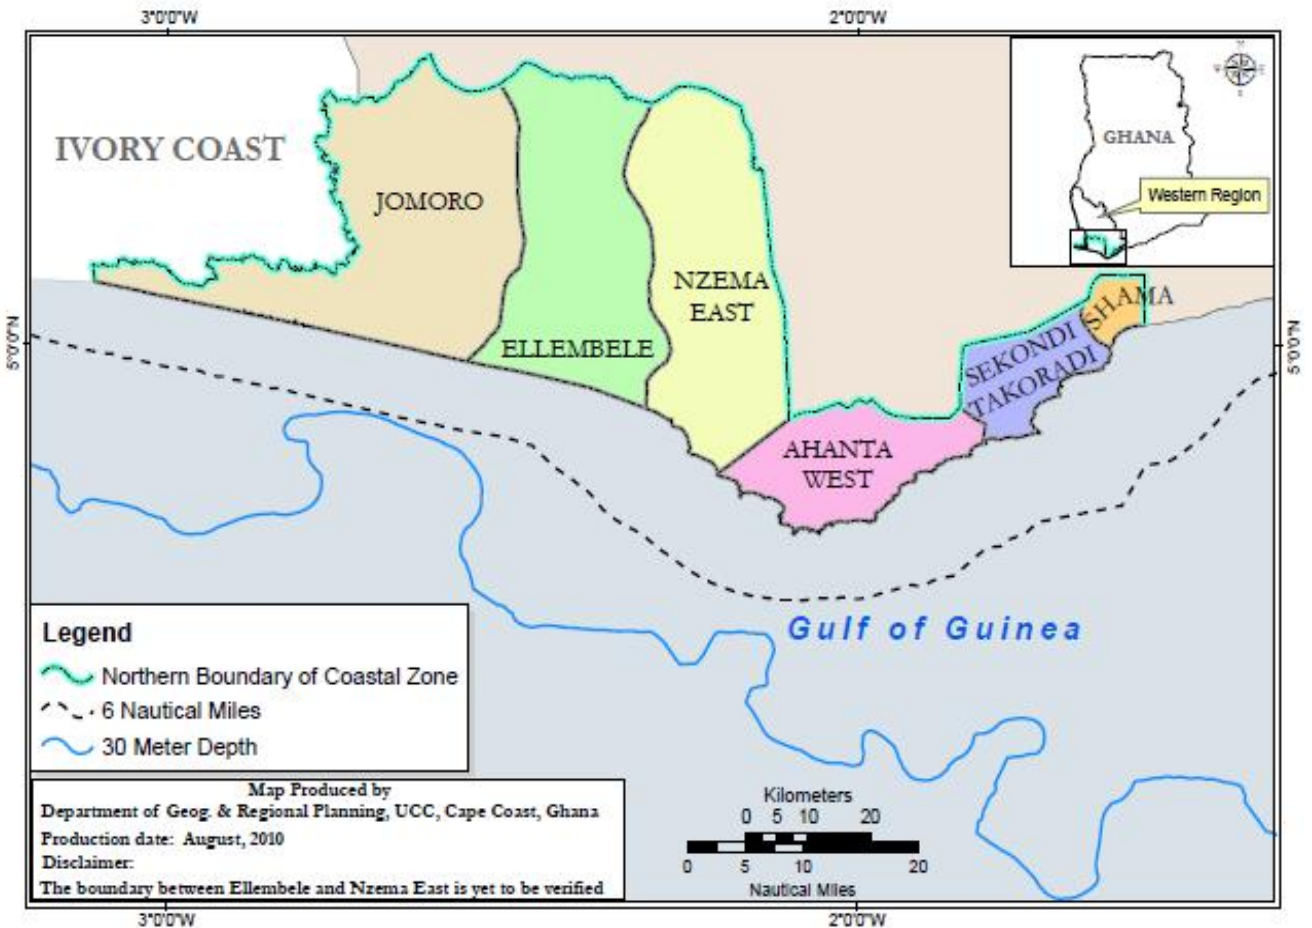 3°0'0"W
2°0'0"W
IVORY COAST
JOMORO
ELLEMBELE
NZEMA
EAST
AHANTA
WEST
SEKONDI
TAKORADI
SHAMA
GHANA
Western Region
N
W
E
S
5°0'0"N
5°0'0"N
Gulf of Guinea
Legend
Northern Boundary of Coastal Zone
6 Nautical Miles
30 Meter Depth
Map Produced by
Department of Geog. & Regional Planning, UCC, Cape Coast, Ghana
Production date: August, 2010
Disclaimer:
The boundary between Ellembele and Nzema East is yet to be verified
Kilometers
0 5 10 20
0 5 10 20
Nautical Miles
3°0'0"W
2°0'0"W